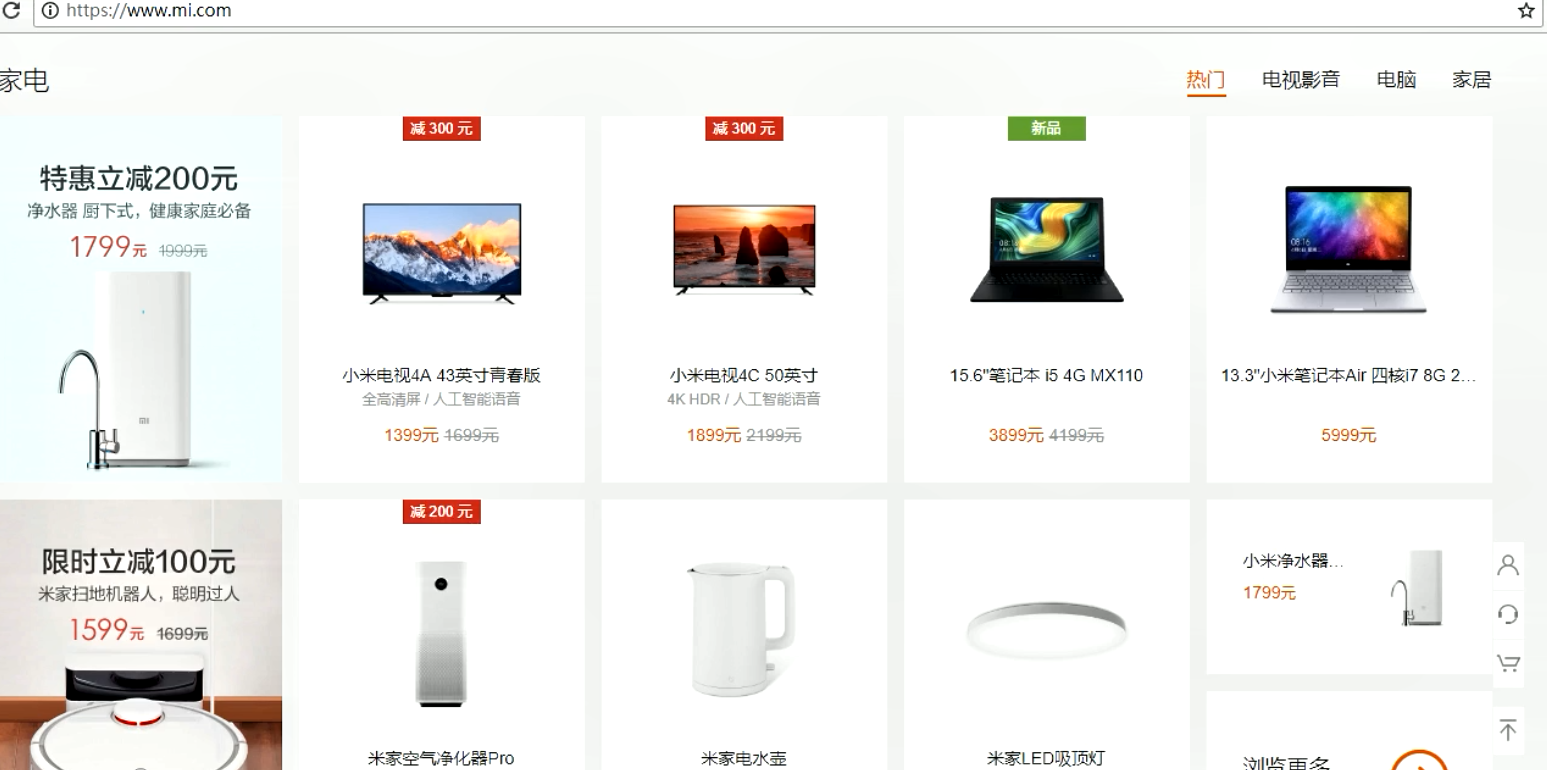 https://www.mi.com
家电
热门 电视影音 电脑 家居
特惠立减200元
净水器 厨下式，健康家庭必备
1799元 1999元
减 300 元
小米电视4A 43英寸青春版
全高清屏 / 人工智能语音
1399元 1699元
减 300 元
小米电视4C 50英寸
4K HDR / 人工智能语音
1899元 2199元
新品
15.6"笔记本 i5 4G MX110
3899元 4199元
13.3"小米笔记本Air 四核i7 8G 2...
5999元
限时立减100元
米家扫地机器人，聪明过人
1599元 1699元
减 200 元
米家空气净化器Pro
米家电水壶
米家LED吸顶灯
小米净水器...
1799元
浏览更多